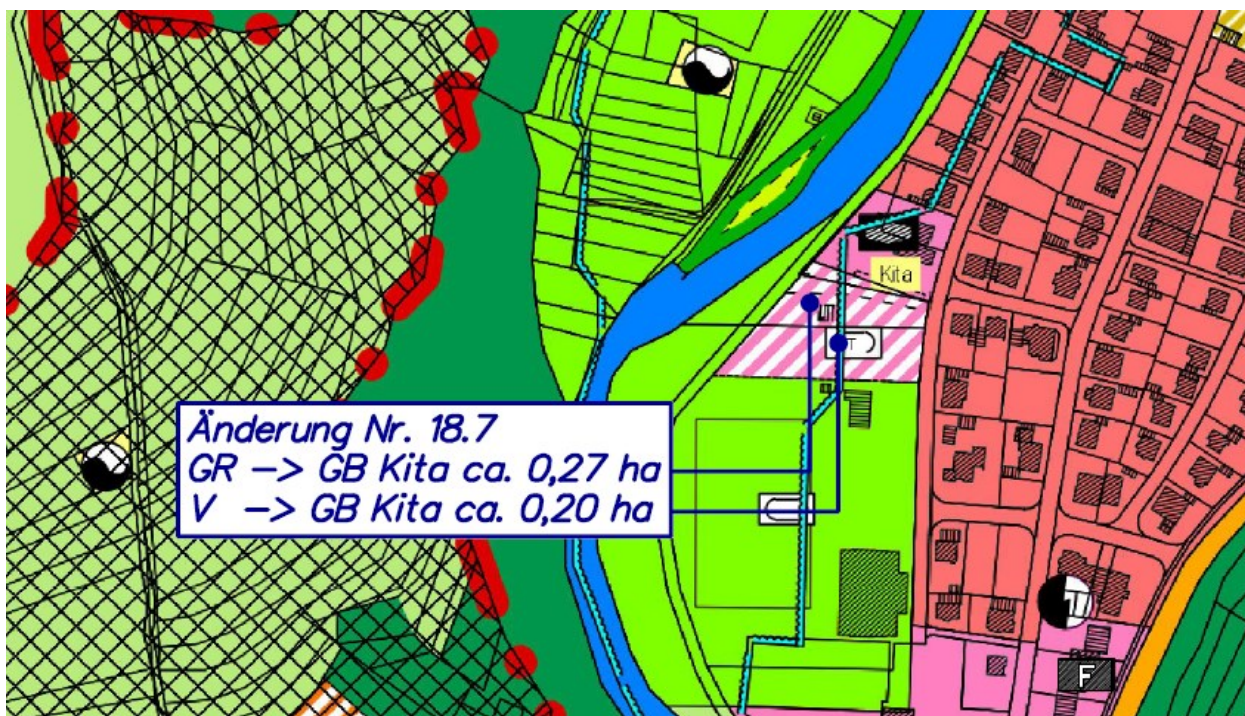 Kita
T
Änderung Nr. 18.7
GR -> GB Kita ca. 0,27 ha
V -> GB Kita ca. 0,20 ha
F